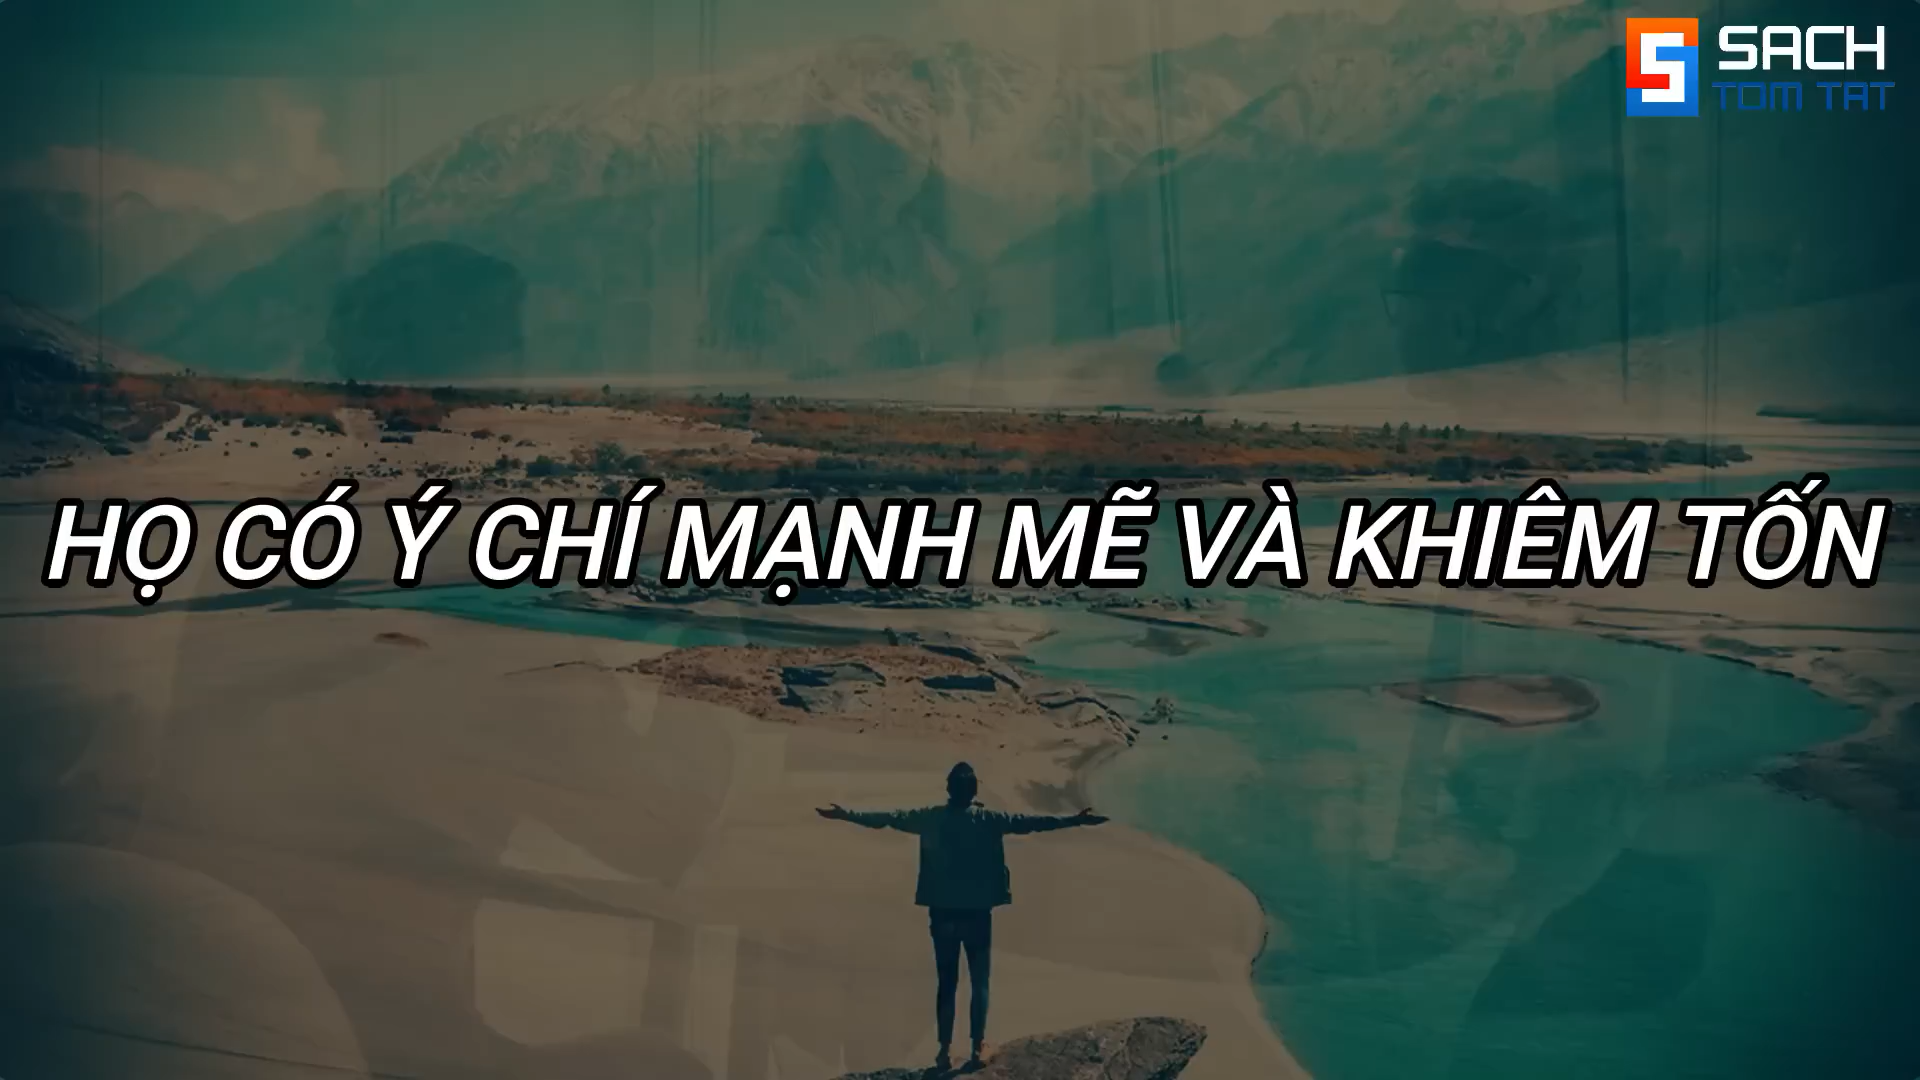 SACH
TOM TAT
HỌ CÓ Ý CHÍ MẠNH MẼ VÀ KHIÊM TỐN